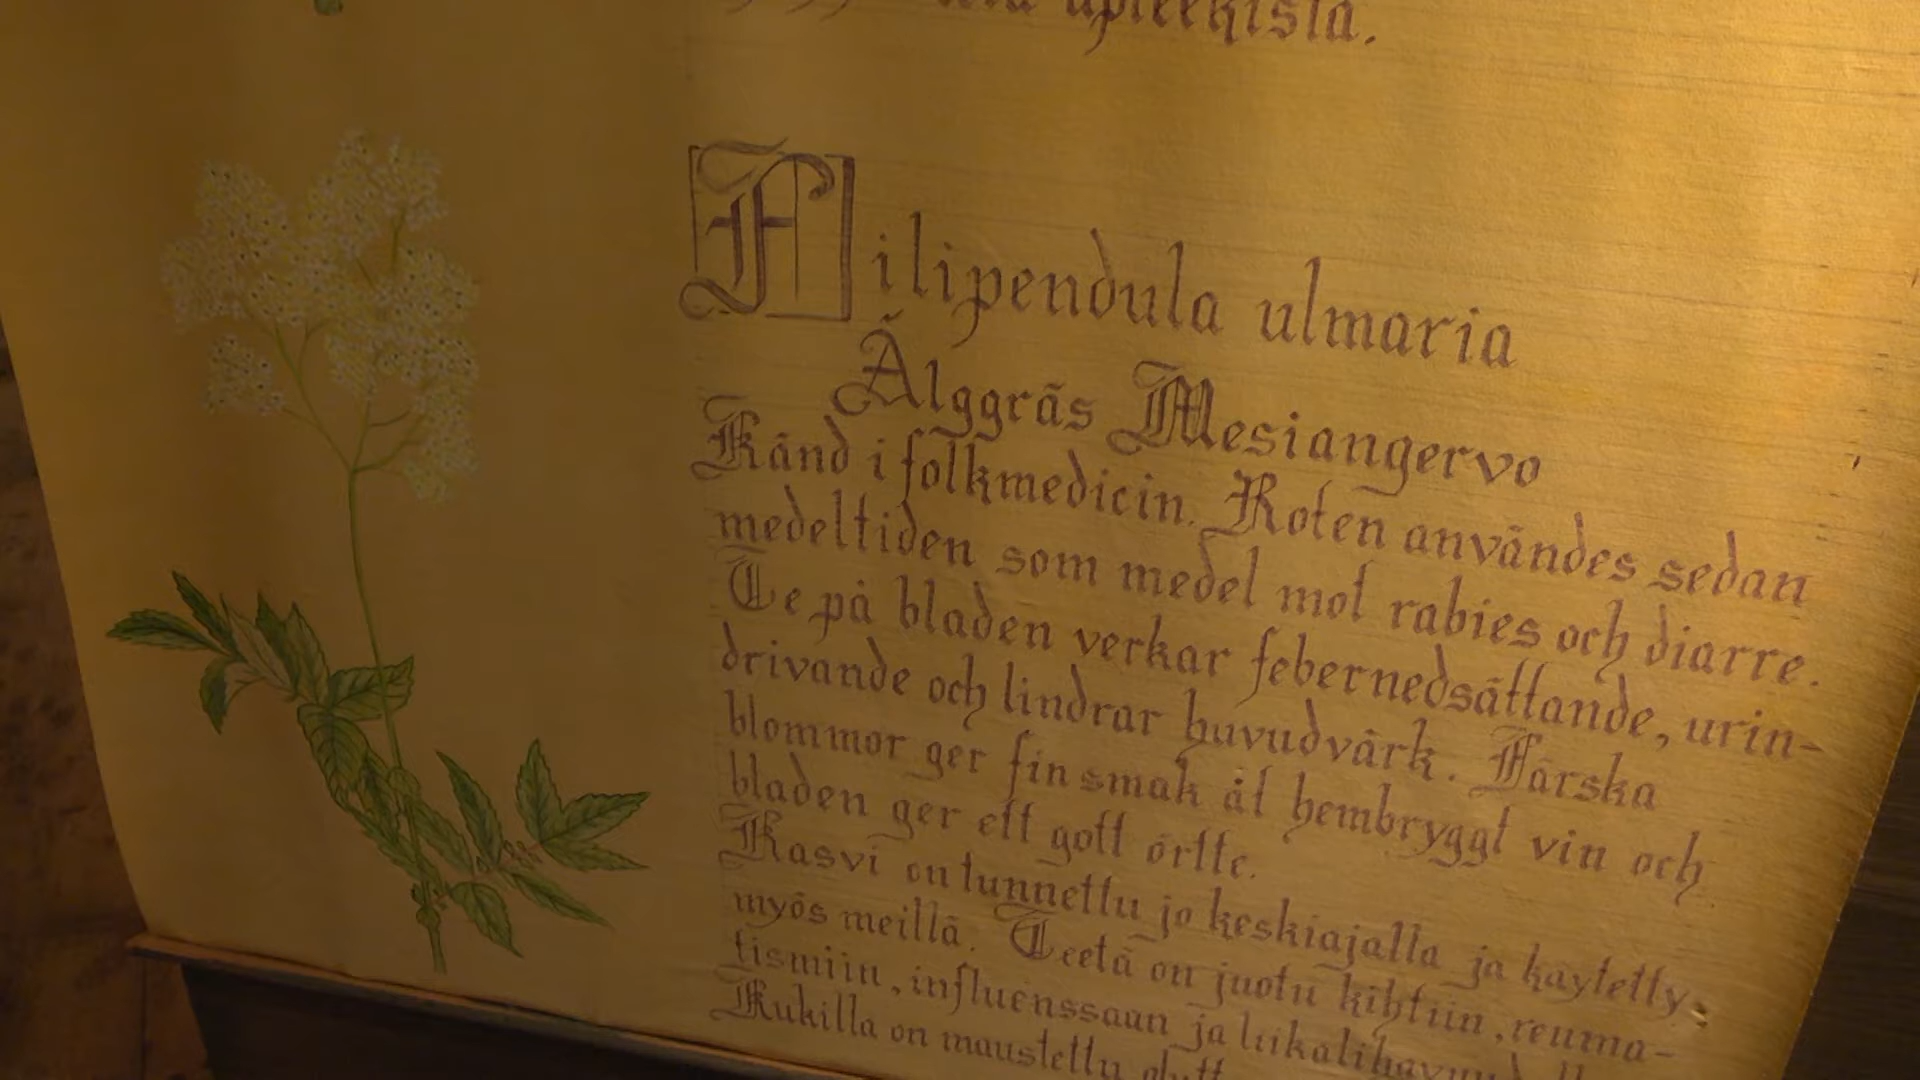 apteekista.
Filipendula ulmaria
Älggräs Mesiangervo
Känd i folkmedicin. Roten användes sedan
medeltiden som medel mot rabies och diarre.
Te på bladen verkar febernedsättande, urin-
drivande och lindrar huvudvärk. Färska
blommor ger fin smak åt hembryggt vin och
bladen ger ett gott örtte.
Kasvi on tunnettu jo keskiajalla ja käytetty
myös meillä. Teetä on juotu kihtiin, reuma-
tismiin, influenssaan ja
Kukilla on maustettu